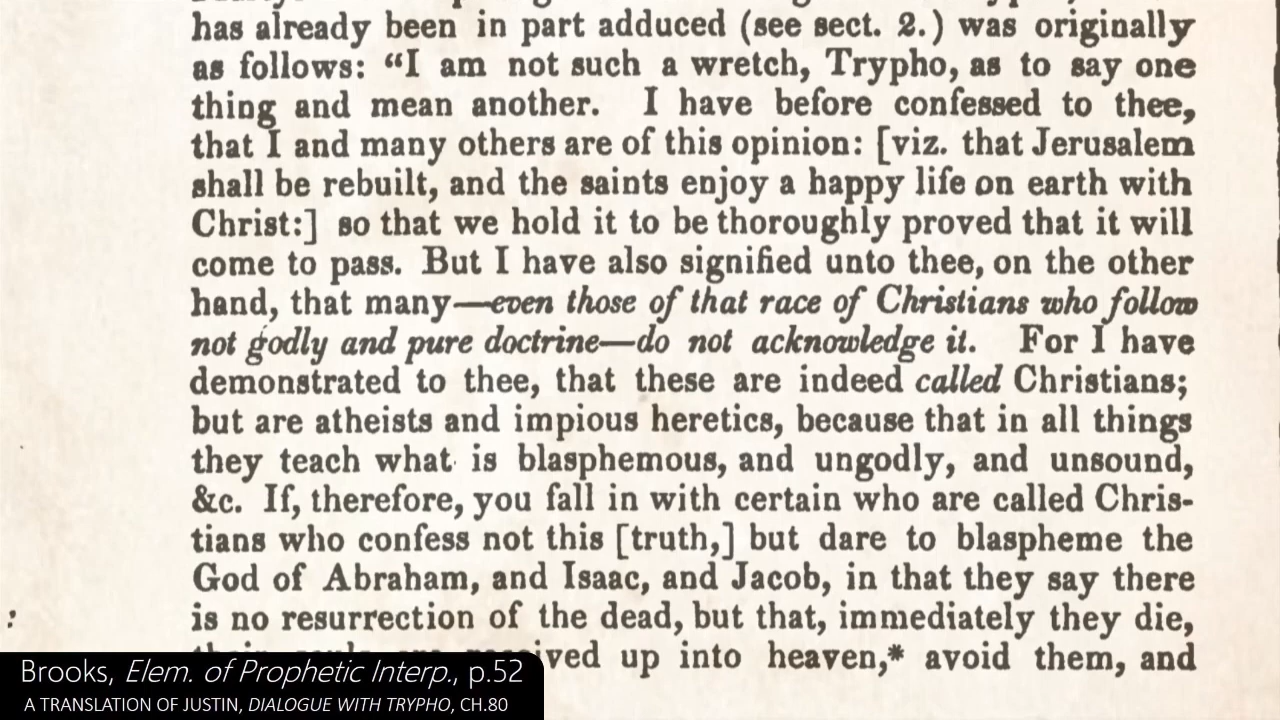 has already been in part adduced (see sect. 2.) was originally
as follows: “I am not such a wretch, Trypho, as to say one
thing and mean another. I have before confessed to thee,
that I and many others are of this opinion: [viz. that Jerusalem
shall be rebuilt, and the saints enjoy a happy life on earth with
Christ:] so that we hold it to be thoroughly proved that it will
come to pass. But I have also signified unto thee, on the other
hand, that many—even those of that race of Christians who follow
not godly and pure doctrine—do not acknowledge it. For I have
demonstrated to thee, that these are indeed called Christians;
but are atheists and impious heretics, because that in all things
they teach what is blasphemous, and ungodly, and unsound,
&c. If, therefore, you fall in with certain who are called Chris-
tians who confess not this [truth,] but dare to blaspheme the
God of Abraham, and Isaac, and Jacob, in that they say there
is no resurrection of the dead, but that, immediately they die,
up into heaven,* avoid them, and
Brooks, Elem. of Prophetic Interp., p.52
A TRANSLATION OF JUSTIN, DIALOGUE WITH TRYPHO, CH.80